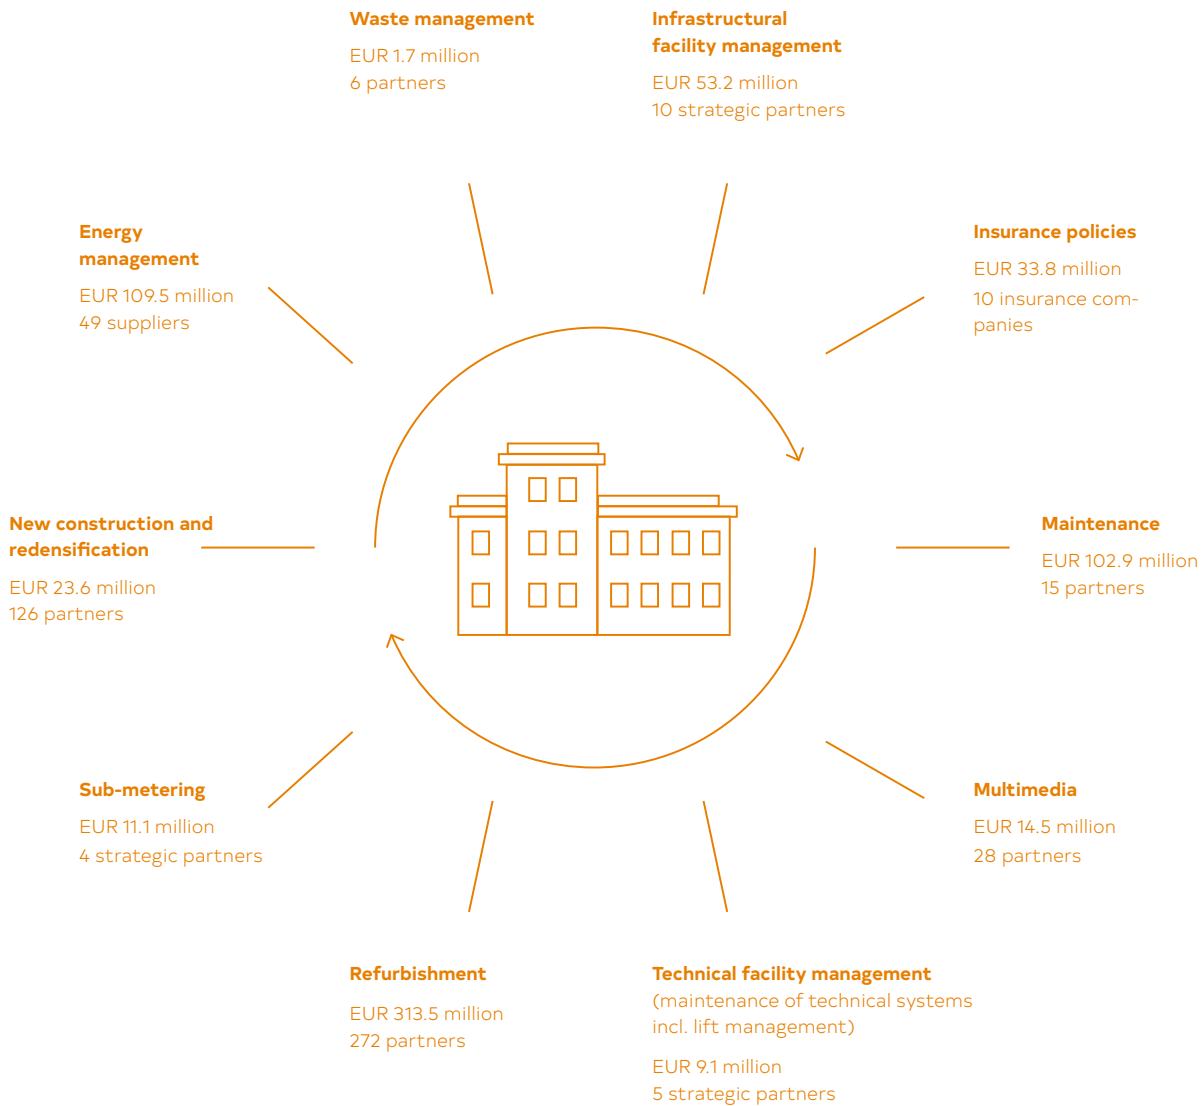 Waste management
EUR 1.7 million
6 partners
Infrastructural
facility management
EUR 53.2 million
10 strategic partners
Energy
management
EUR 109.5 million
49 suppliers
Insurance policies
EUR 33.8 million
10 insurance com-
panies
New construction and
redensification
EUR 23.6 million
126 partners
Maintenance
EUR 102.9 million
15 partners
Sub-metering
EUR 11.1 million
4 strategic partners
Multimedia
EUR 14.5 million
28 partners
Refurbishment
EUR 313.5 million
272 partners
Technical facility management
(maintenance of technical systems
incl. lift management)
EUR 9.1 million
5 strategic partners